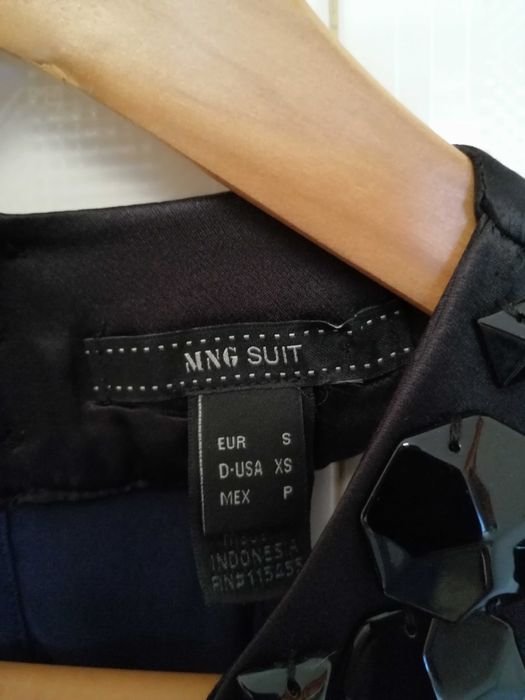 MNG SUIT
EUR S
D-USA XS
MEX P
INDONESIA